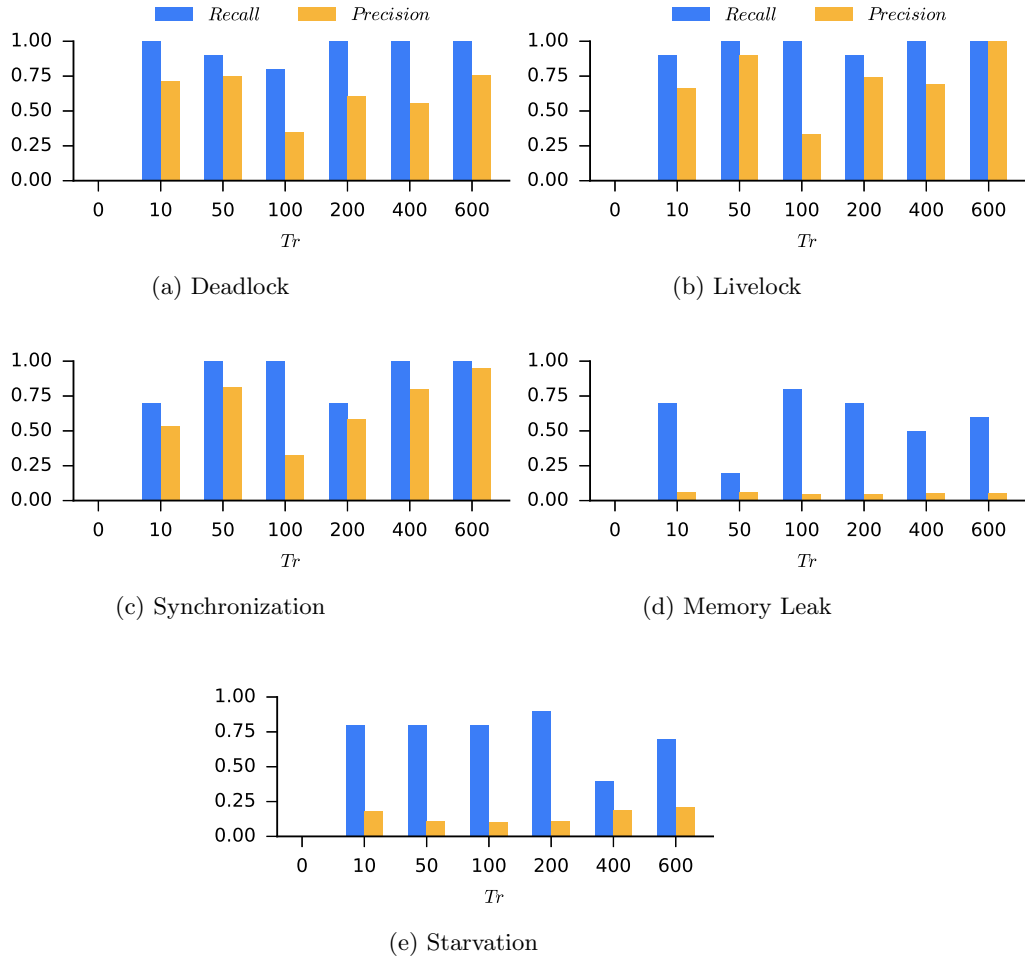 Recall Precision
Recall Precision
1.00
0.75
0.50
0.25
0.00
0 10 50 100 200 400 600
Tr
(a) Deadlock
1.00
0.75
0.50
0.25
0.00
0 10 50 100 200 400 600
Tr
(b) Livelock
1.00
0.75
0.50
0.25
0.00
0 10 50 100 200 400 600
Tr
(c) Synchronization
1.00
0.75
0.50
0.25
0.00
0 10 50 100 200 400 600
Tr
(d) Memory Leak
1.00
0.75
0.50
0.25
0.00
0 10 50 100 200 400 600
Tr
(e) Starvation